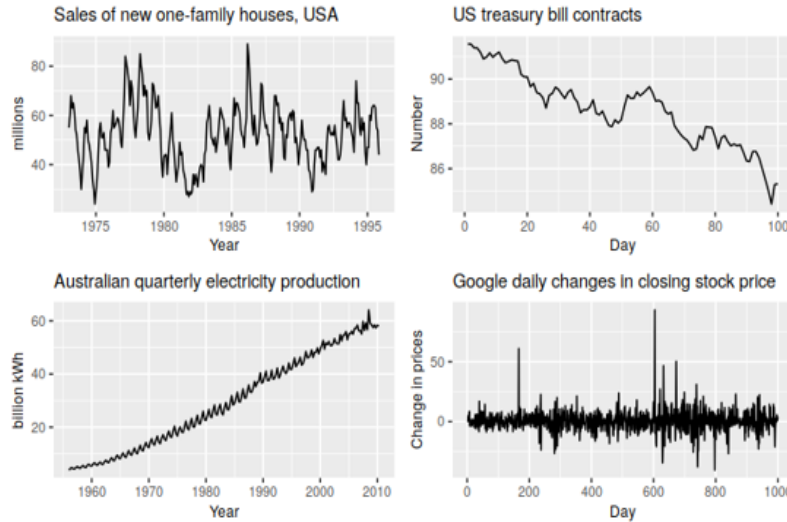 Sales of new one-family houses, USA
millions
80
60
40
1975 1980 1985 1990 1995
Year
US treasury bill contracts
Number
90
88
86
0 20 40 60 80 100
Day
Australian quarterly electricity production
billion kWh
60
40
20
1960 1970 1980 1990 2000 2010
Year
Google daily changes in closing stock price
Change in prices
50
0
0 200 400 600 800 100
Day